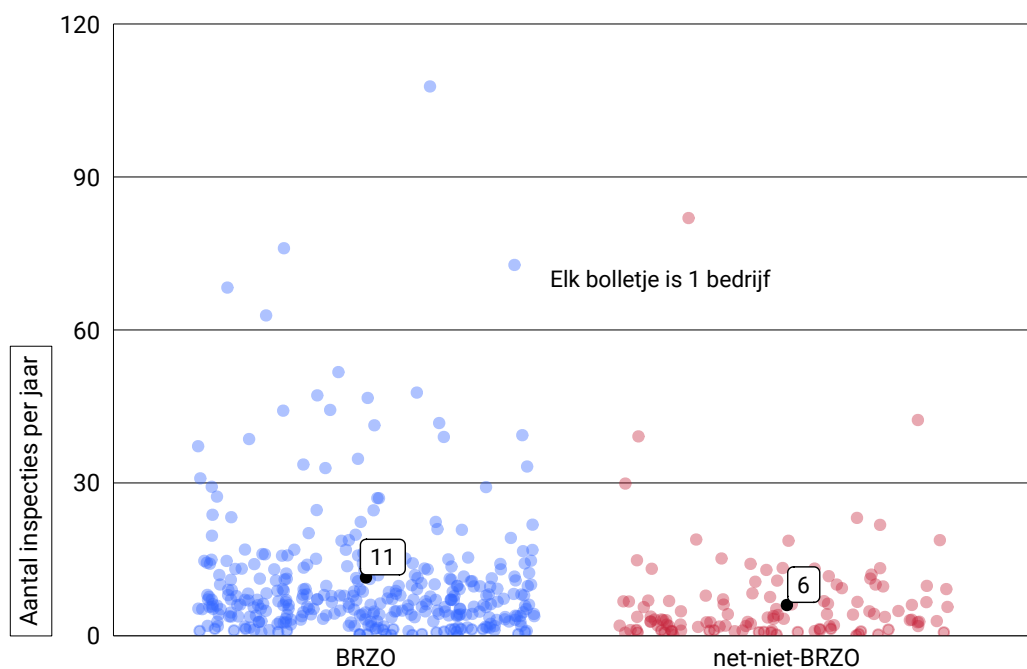 120
90
60
30
0
Aantal inspecties per jaar
Elk bolletje is 1 bedrijf
11
6
BRZO
net-niet-BRZO